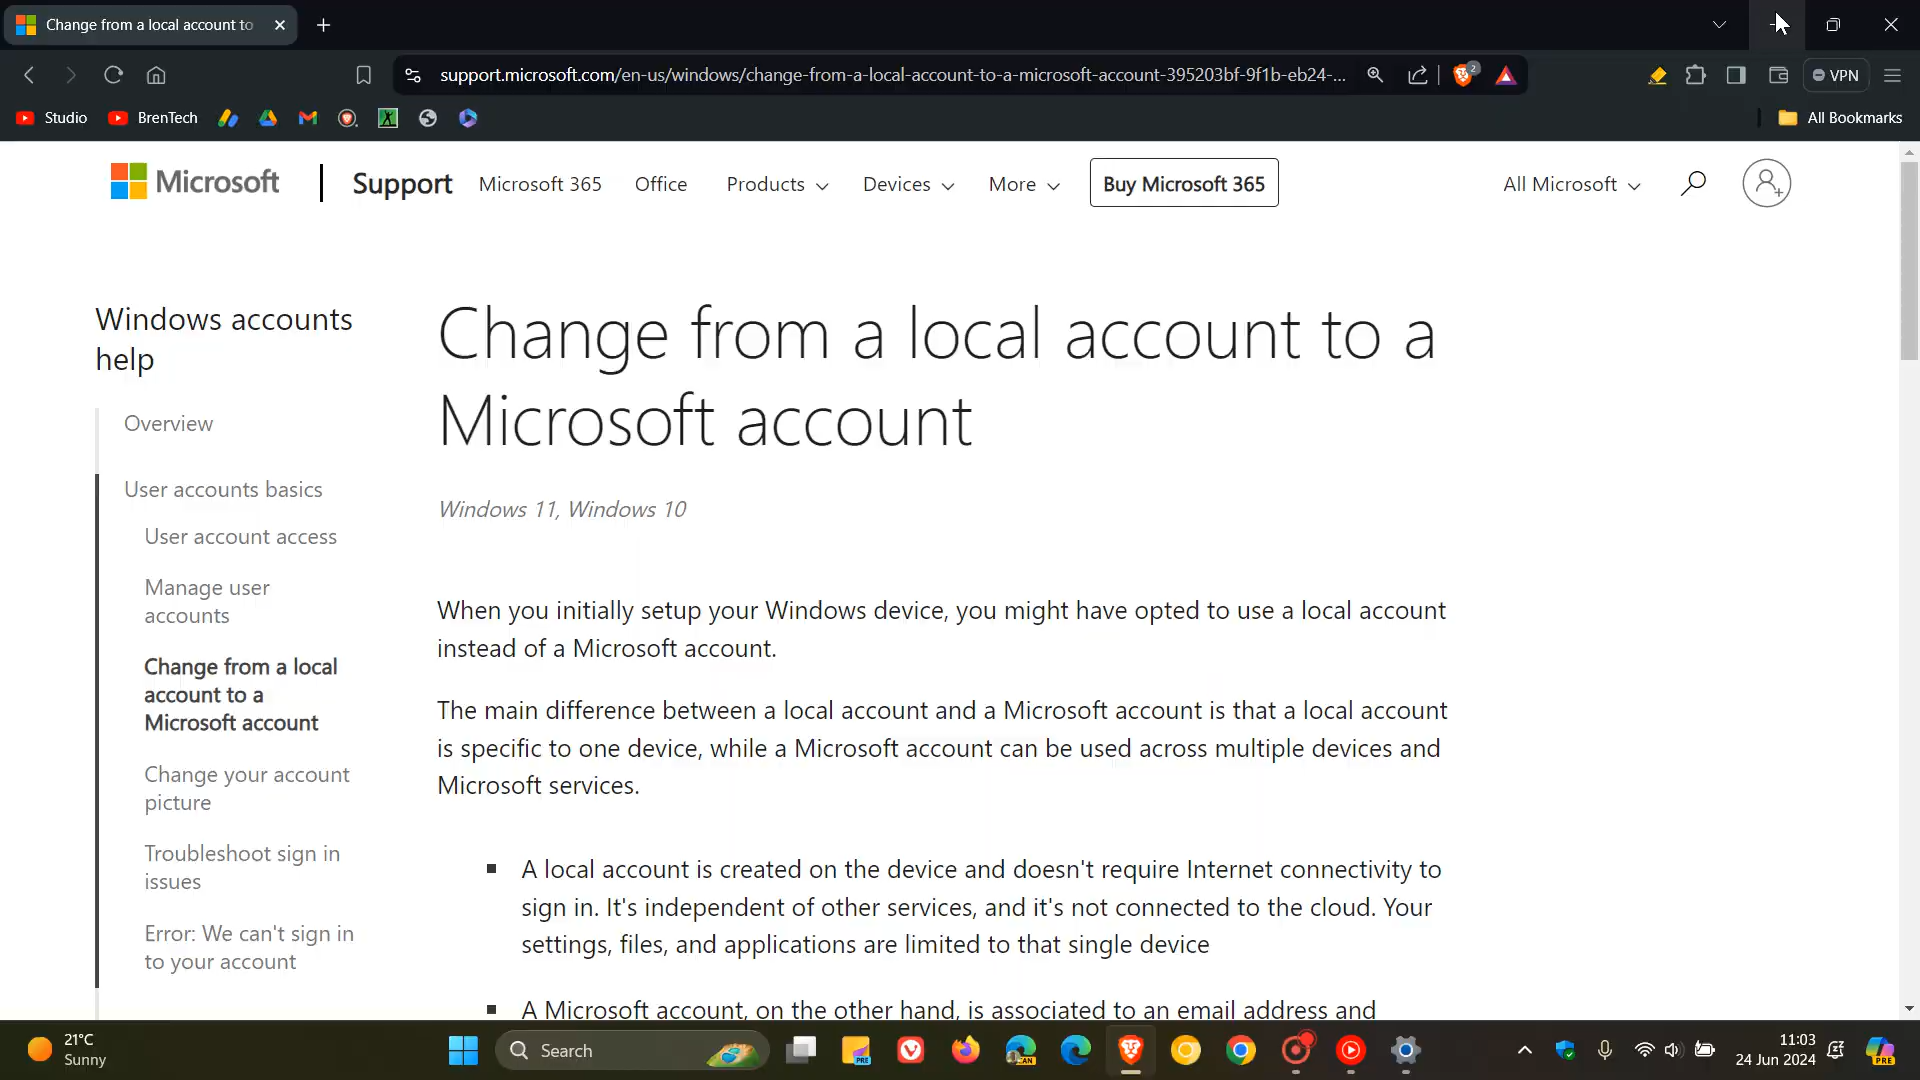 Change from a local account to
support.microsoft.com/en-us/windows/change-from-a-local-account-to-a-microsoft-account-395203bf-9f1b-eb24-...
2
VPN
Studio
BrenTech
All Bookmarks
Microsoft
Support
Microsoft 365
Office
Products
Devices
More
Buy Microsoft 365
All Microsoft
Windows accounts
help
Overview
User accounts basics
User account access
Manage user
accounts
Change from a local
account to a
Microsoft account
Change your account
picture
Troubleshoot sign in
issues
Error: We can't sign in
to your account
Change from a local account to a
Microsoft account
Windows 11, Windows 10
When you initially setup your Windows device, you might have opted to use a local account
instead of a Microsoft account.
The main difference between a local account and a Microsoft account is that a local account
is specific to one device, while a Microsoft account can be used across multiple devices and
Microsoft services.
A local account is created on the device and doesn't require Internet connectivity to
sign in. It's independent of other services, and it's not connected to the cloud. Your
settings, files, and applications are limited to that single device
A Microsoft account, on the other hand, is associated to an email address and
21°C
Sunny
Search
PRE
CAN
11:03
24 Jun 2024
PRE